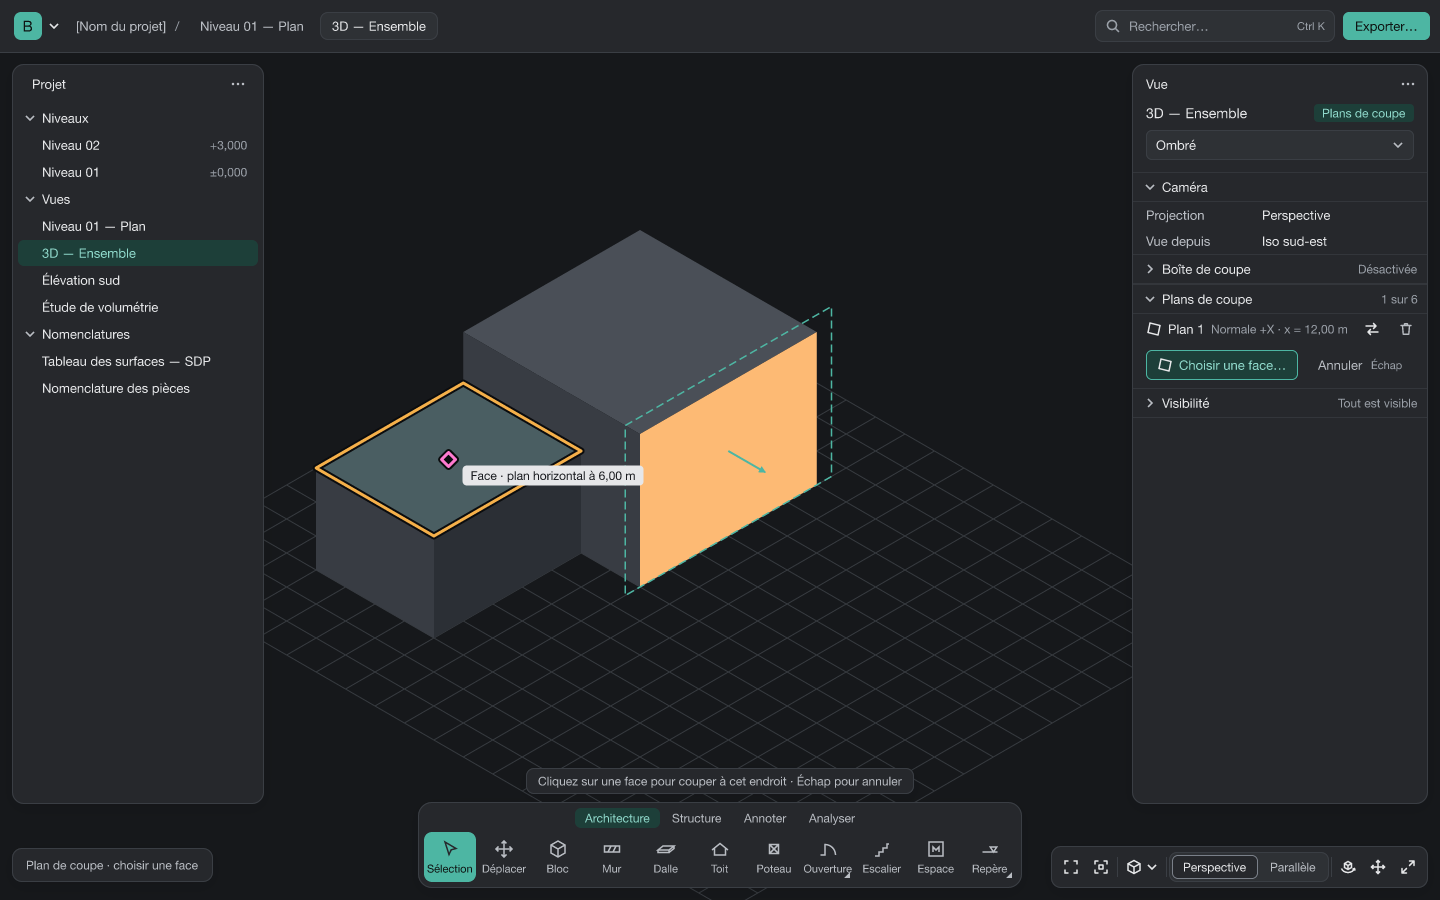 B
[Nom du projet] / Niveau 01 — Plan 3D — Ensemble
Rechercher… Ctrl K
Exporter…
Projet
Niveaux
Niveau 02 +3,000
Niveau 01 ±0,000
Vues
Niveau 01 — Plan
3D — Ensemble
Élévation sud
Étude de volumétrie
Nomenclatures
Tableau des surfaces — SDP
Nomenclature des pièces
Face · plan horizontal à 6,00 m
Vue
3D — Ensemble Plans de coupe
Ombré
Caméra
Projection Perspective
Vue depuis Iso sud-est
Boîte de coupe Désactivée
Plans de coupe 1 sur 6
Plan 1 Normale +X · x = 12,00 m
Choisir une face… Annuler Échap
Visibilité Tout est visible
Cliquez sur une face pour couper à cet endroit · Échap pour annuler
Architecture Structure Annoter Analyser
Sélection Déplacer Bloc Mur Dalle Toit Poteau Ouverture Escalier Espace Repère
Plan de coupe · choisir une face
Perspective Parallèle